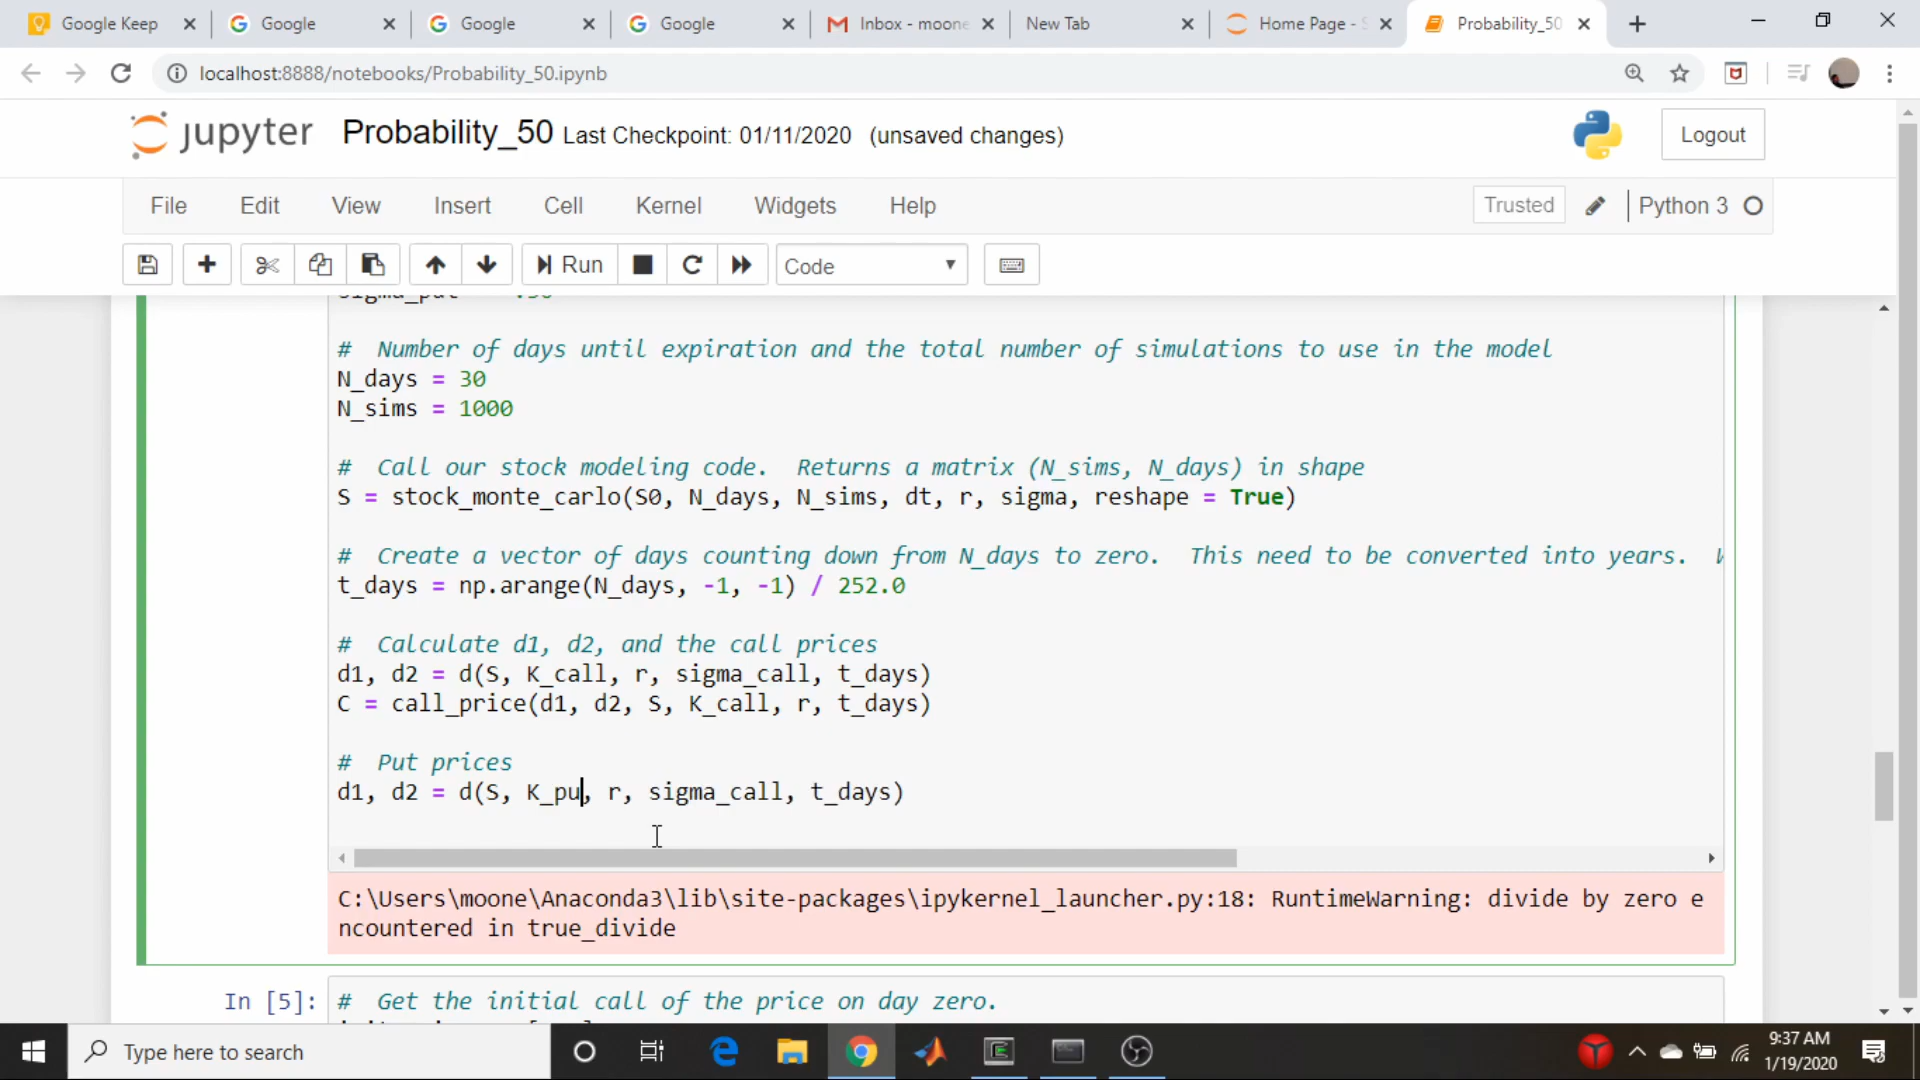 Google Keep
Google
Google
Google
Inbox - moone
New Tab
Home Page - S
Probability_50
localhost:8888/notebooks/Probability_50.ipynb
jupyter Probability_50 Last Checkpoint: 01/11/2020 (unsaved changes)
Logout
File Edit View Insert Cell Kernel Widgets Help
Trusted
Python 3
Run
Code
# Number of days until expiration and the total number of simulations to use in the model
N_days = 30
N_sims = 1000
# Call our stock modeling code. Returns a matrix (N_sims, N_days) in shape
S = stock_monte_carlo(S0, N_days, N_sims, dt, r, sigma, reshape = True)
# Create a vector of days counting down from N_days to zero. This need to be converted into years.
t_days = np.arange(N_days, -1, -1) / 252.0
# Calculate d1, d2, and the call prices
d1, d2 = d(S, K_call, r, sigma_call, t_days)
C = call_price(d1, d2, S, K_call, r, t_days)
# Put prices
d1, d2 = d(S, K_pu, r, sigma_call, t_days)
C:\Users\moone\Anaconda3\lib\site-packages\ipykernel_launcher.py:18: RuntimeWarning: divide by zero e
ncountered in true_divide
In [5]: # Get the initial call of the price on day zero.
Type here to search
9:37 AM
1/19/2020